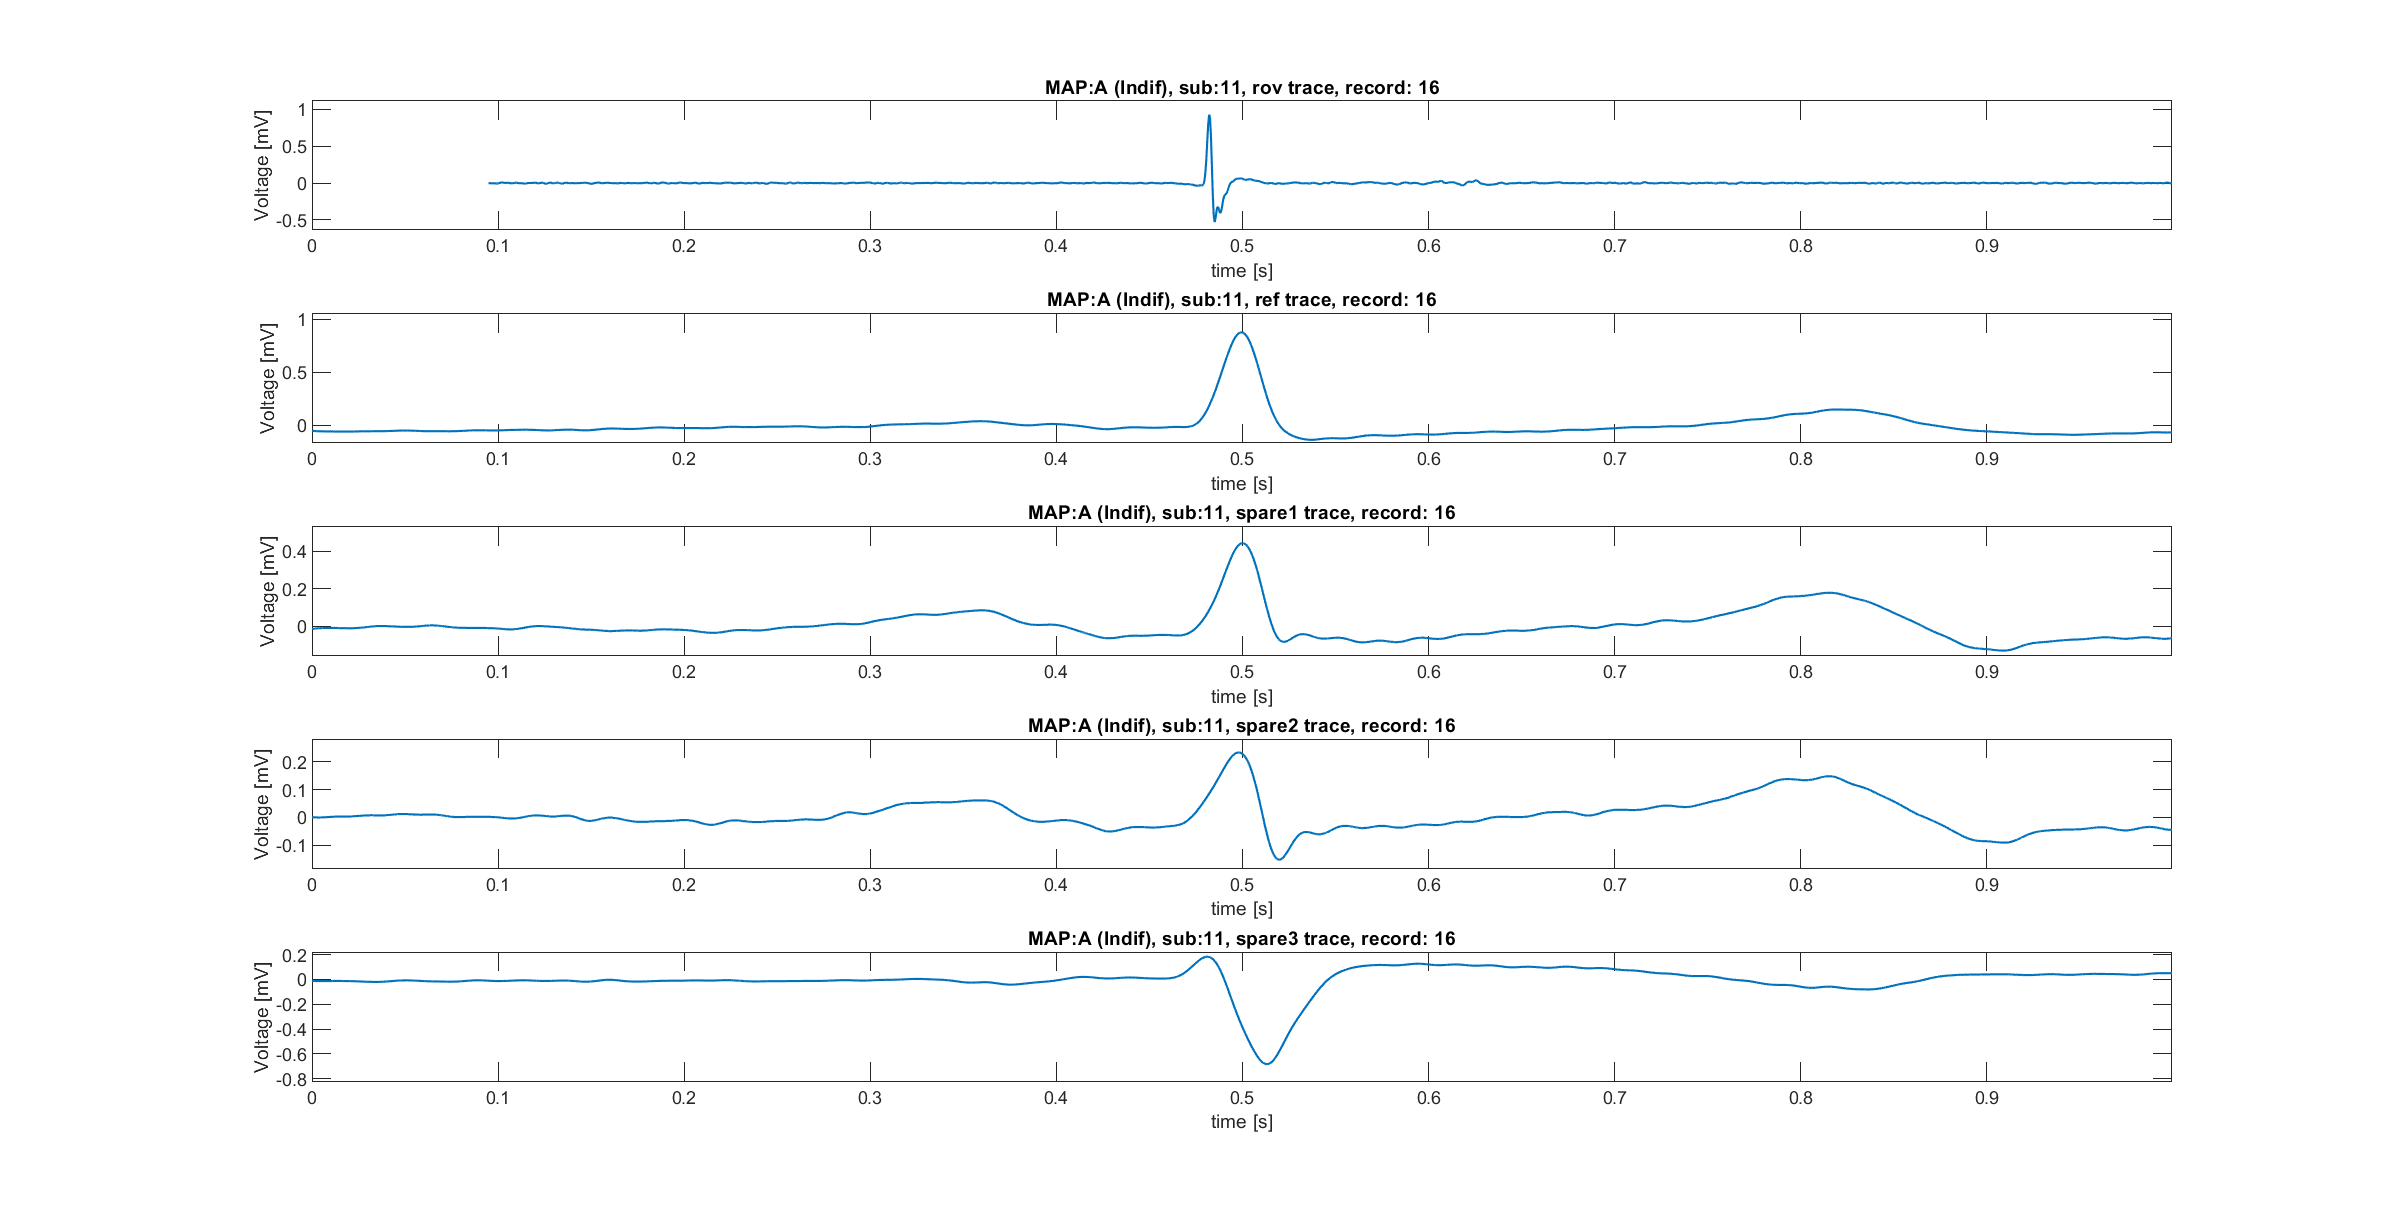 MAP:A (Indif), sub:11, rov trace, record: 16
Voltage [mV]
1
0.5
0
-0.5
0 0.1 0.2 0.3 0.4 0.5 0.6 0.7 0.8 0.9
time [s]
MAP:A (Indif), sub:11, ref trace, record: 16
Voltage [mV]
1
0.5
0
0 0.1 0.2 0.3 0.4 0.5 0.6 0.7 0.8 0.9
time [s]
MAP:A (Indif), sub:11, spare1 trace, record: 16
Voltage [mV]
0.4
0.2
0
0 0.1 0.2 0.3 0.4 0.5 0.6 0.7 0.8 0.9
time [s]
MAP:A (Indif), sub:11, spare2 trace, record: 16
Voltage [mV]
0.2
0.1
0
-0.1
0 0.1 0.2 0.3 0.4 0.5 0.6 0.7 0.8 0.9
time [s]
MAP:A (Indif), sub:11, spare3 trace, record: 16
Voltage [mV]
0.2
0
-0.2
-0.4
-0.6
-0.8
0 0.1 0.2 0.3 0.4 0.5 0.6 0.7 0.8 0.9
time [s]